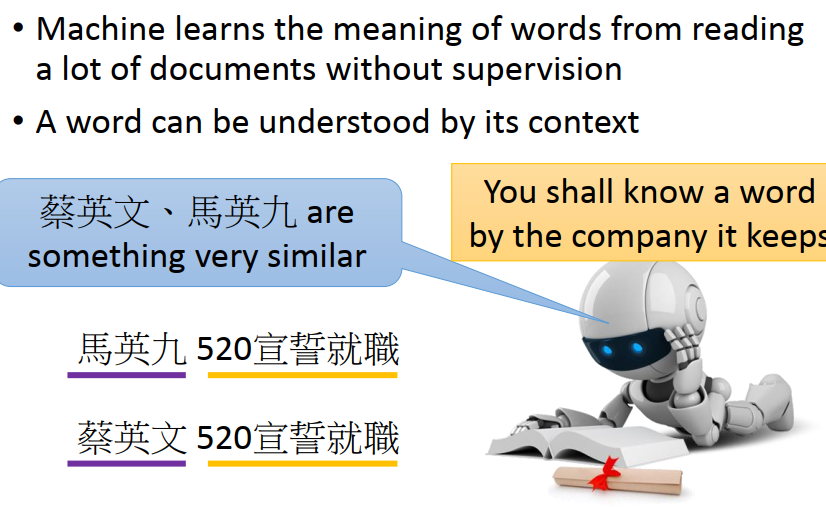 • Machine learns the meaning of words from reading
a lot of documents without supervision
• A word can be understood by its context
蔡英文、馬英九 are
something very similar
You shall know a word
by the company it keeps
馬英九 520宣誓就職
蔡英文 520宣誓就職